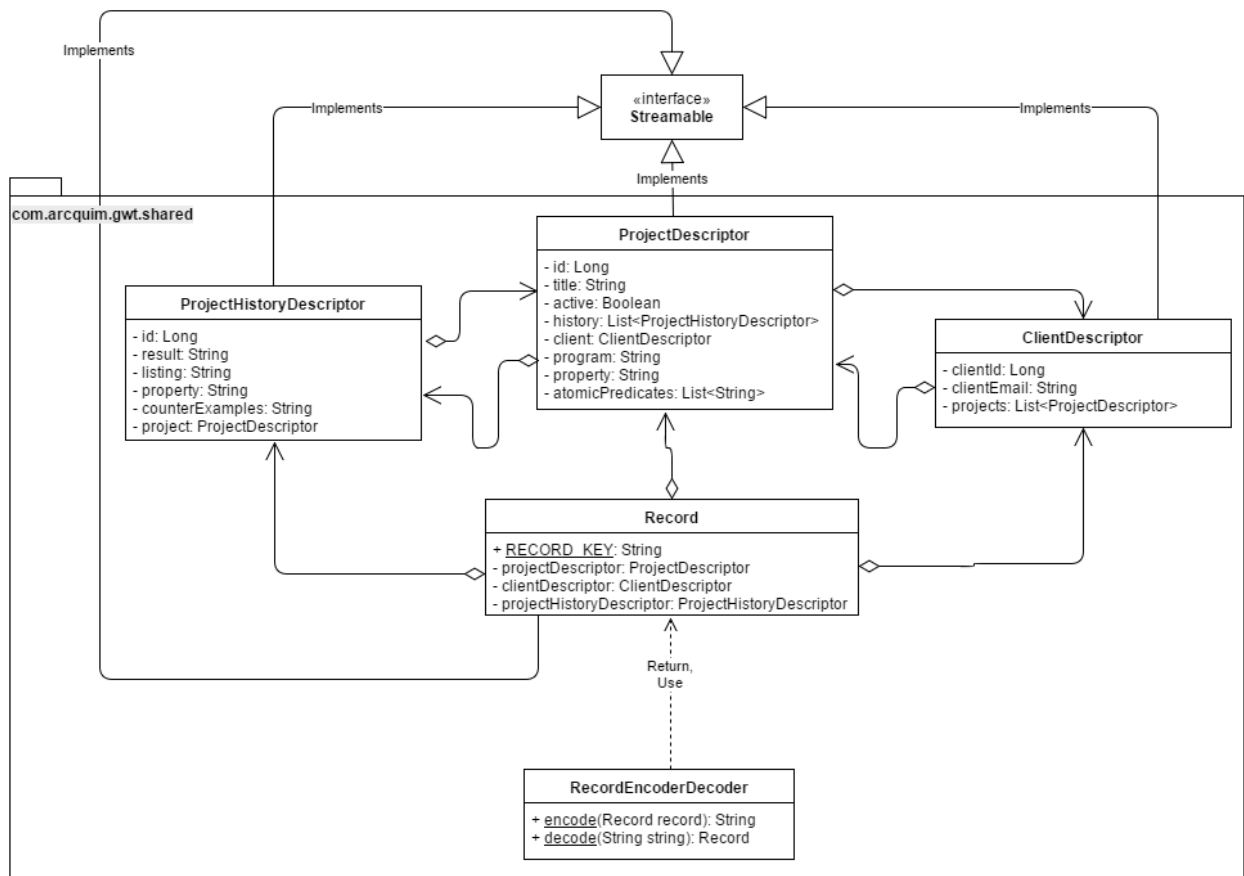 Implements
«interface»
Streamable
Implements
Implements
Implements
com.arcquim.gwt.shared
ProjectDescriptor
- id: Long
- title: String
- active: Boolean
- history: List<ProjectHistoryDescriptor>
- client: ClientDescriptor
- program: String
- property: String
- atomicPredicates: List<String>
ProjectHistoryDescriptor
- id: Long
- result: String
- listing: String
- property: String
- counterExamples: String
- project: ProjectDescriptor
ClientDescriptor
- clientId: Long
- clientEmail: String
- projects: List<ProjectDescriptor>
Record
+ RECORD_KEY: String
- projectDescriptor: ProjectDescriptor
- clientDescriptor: ClientDescriptor
- projectHistoryDescriptor: ProjectHistoryDescriptor
Return,
Use
RecordEncoderDecoder
+ encode(Record record): String
+ decode(String string): Record